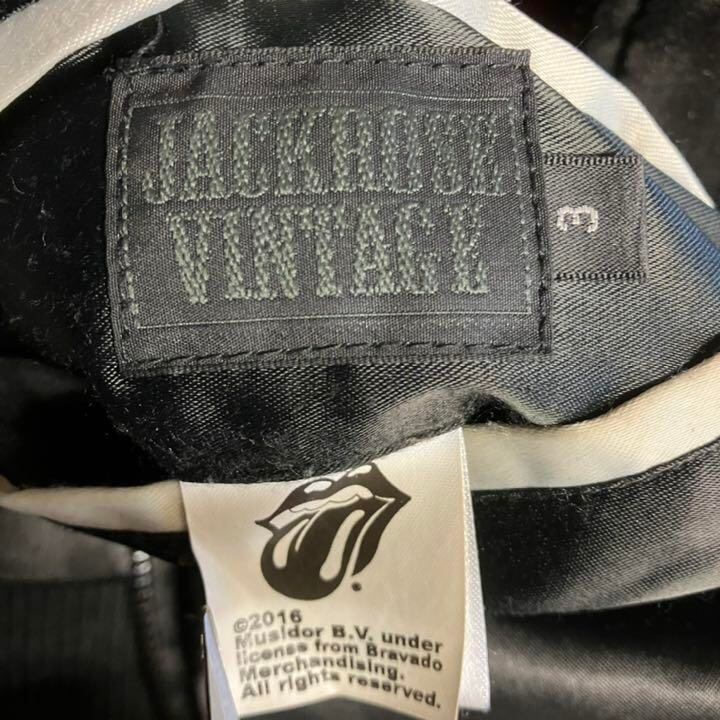 JACKROSE
VINTAGE
3
©2016
Musidor B.V. under
license from Bravado
Merchandising.
All rights reserved.